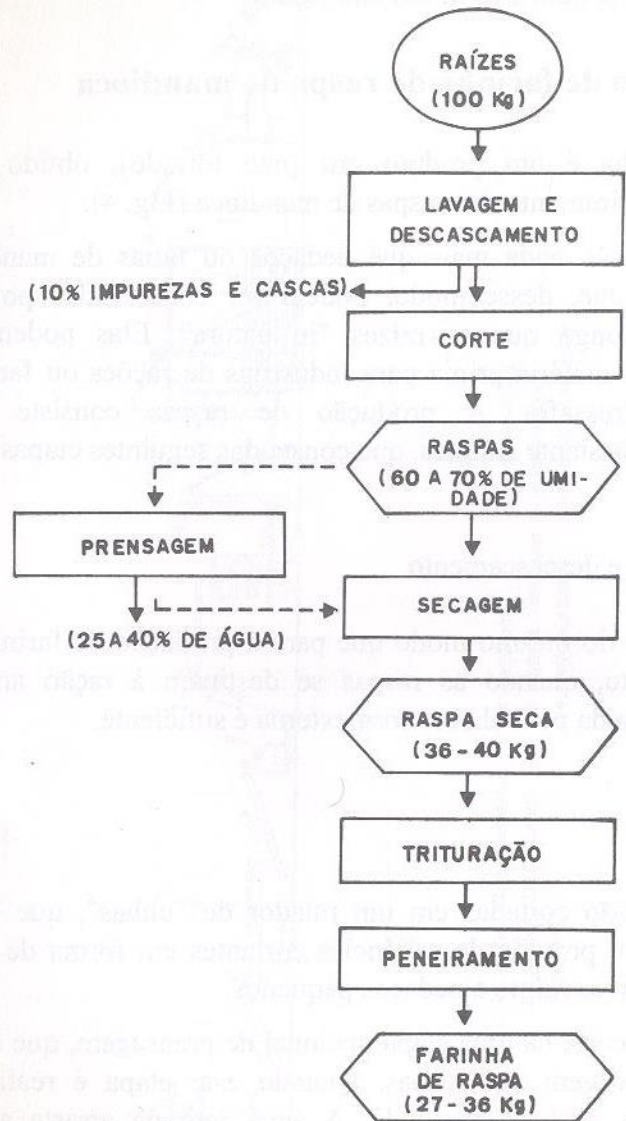 RAÍZES
(100 Kg)
LAVAGEM E
DESCASCAMENTO
(10% IMPUREZAS E CASCAS)
CORTE
RASPAS
(60 A 70% DE UMI-
DADE)
PRENSAGEM
(25 A 40% DE ÁGUA)
SECAGEM
RASPA SECA
(36 - 40 Kg)
TRITURAÇÃO
PENEIRAMENTO
FARINHA
DE RASPA
(27 - 36 Kg)